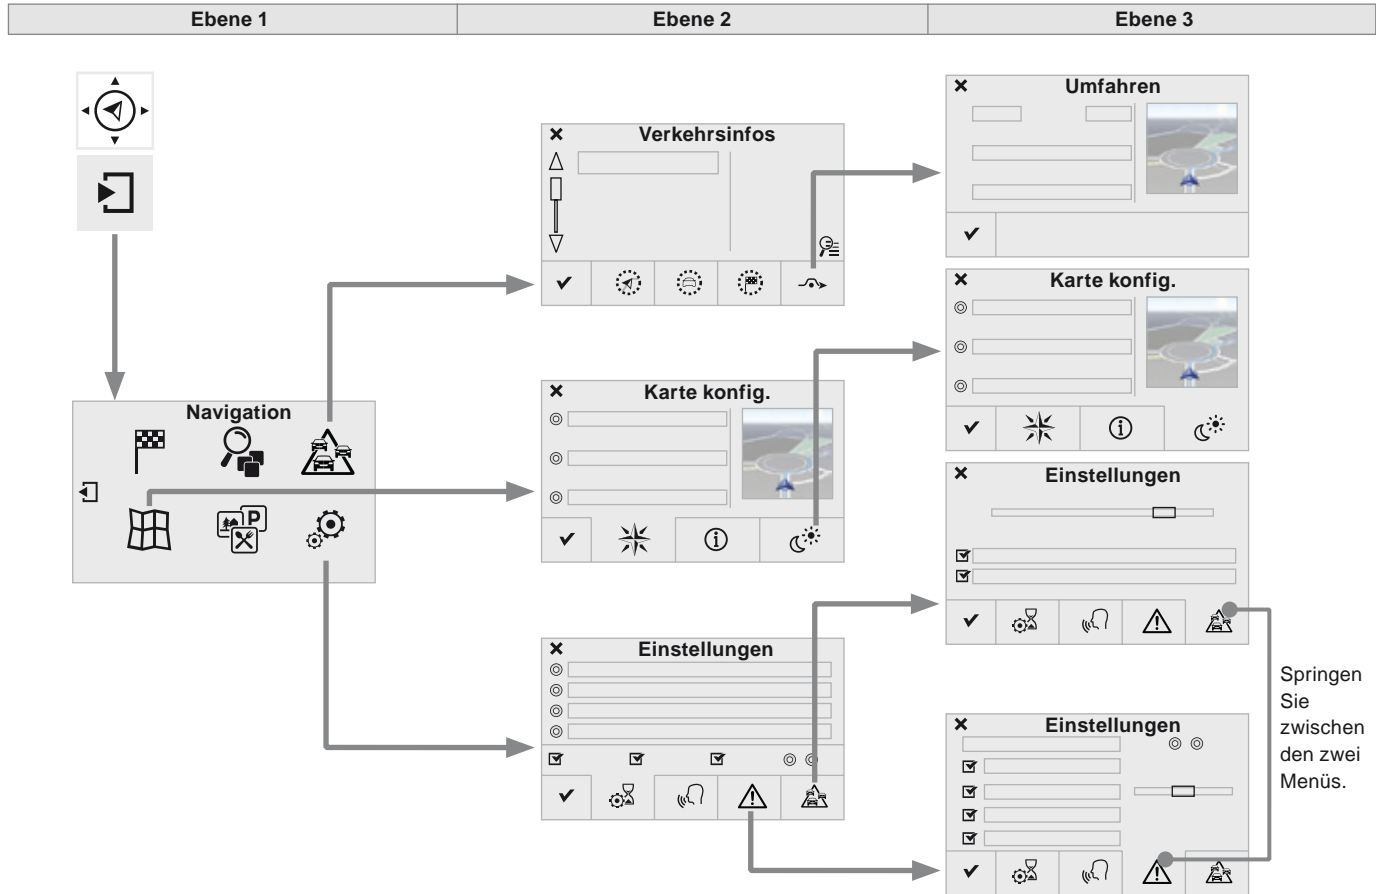 Ebene 1
Ebene 2
Ebene 3
Navigation
Verkehrsinfos
Karte konfig.
Einstellungen
Umfahren
Karte konfig.
Einstellungen
Einstellungen
Springen
Sie
zwischen
den zwei
Menüs.